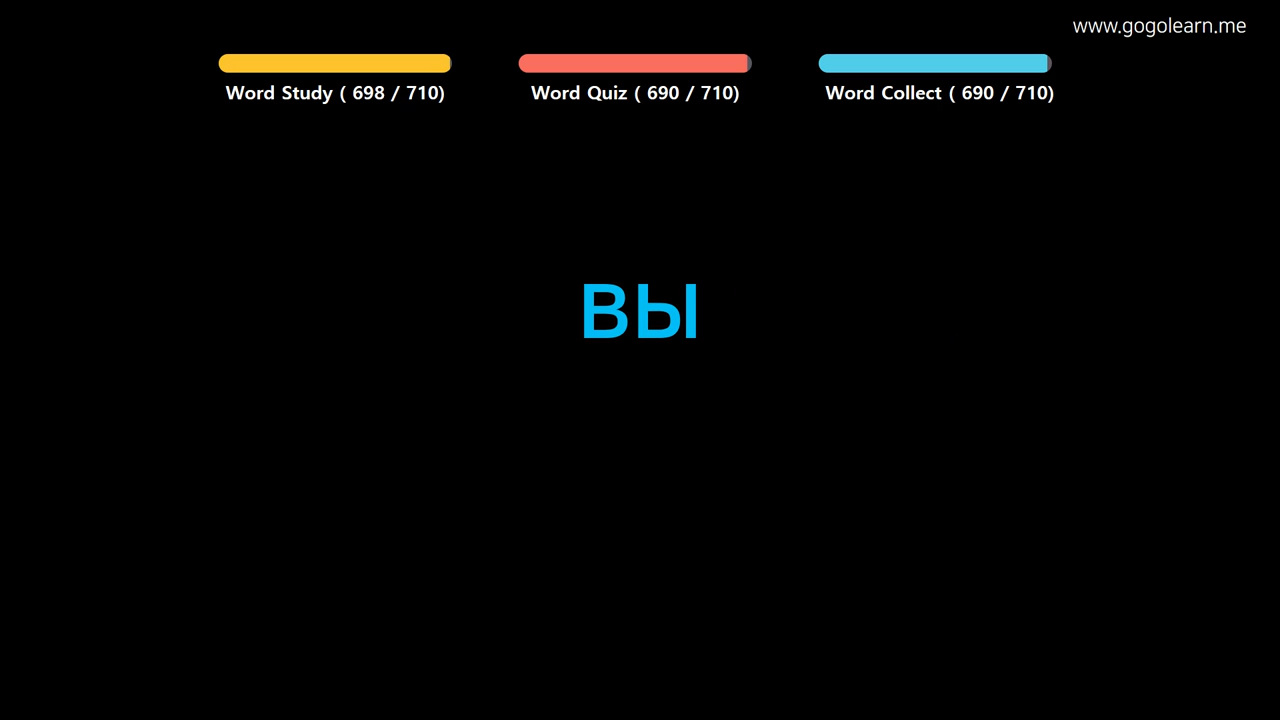 www.gogolearn.me
Word Study ( 698 / 710)
Word Quiz ( 690 / 710)
Word Collect ( 690 / 710)
вы